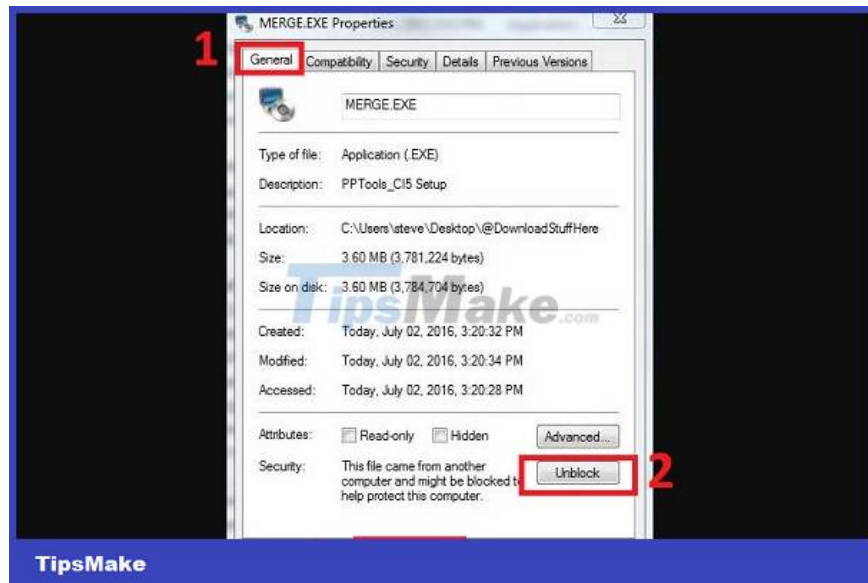 MERGE.EXE Properties
1
General Compatibility Security Details Previous Versions
MERGE.EXE
Type of file: Application (.EXE)
Description: PPTools_CI5 Setup
Location: C:\Users\steve\Desktop\@DownloadStuffHere
Size: 3.60 MB (3,781,224 bytes)
Size on disk: 3.60 MB (3,784,704 bytes)
TipsMake.com
Created: Today, July 02, 2016, 3:20:32 PM
Modified: Today, July 02, 2016, 3:20:34 PM
Accessed: Today, July 02, 2016, 3:20:28 PM
Attributes: Read-only Hidden Advanced...
Security: This file came from another
computer and might be blocked to
help protect this computer.
Unblock 2
TipsMake